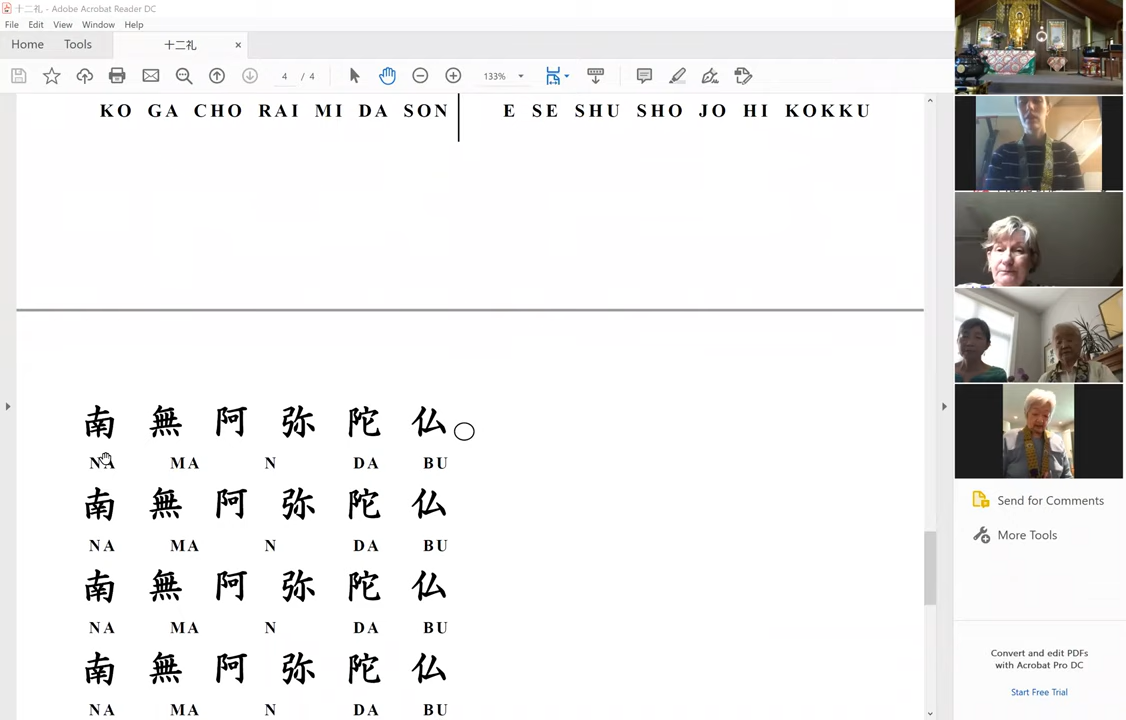 十二礼 - Adobe Acrobat Reader DC
File Edit View Window Help
Home Tools 十二礼 ×
4 / 4 133%
KO GA CHO RAI MI DA SON E SE SHU SHO JO HI KOKKU
南無阿弥陀仏
NA MA N DA BU
南無阿弥陀仏
NA MA N DA BU
南無阿弥陀仏
NA MA N DA BU
南無阿弥陀仏
NA MA N DA BU
Send for Comments
More Tools
Convert and edit PDFs
with Acrobat Pro DC
Start Free Trial